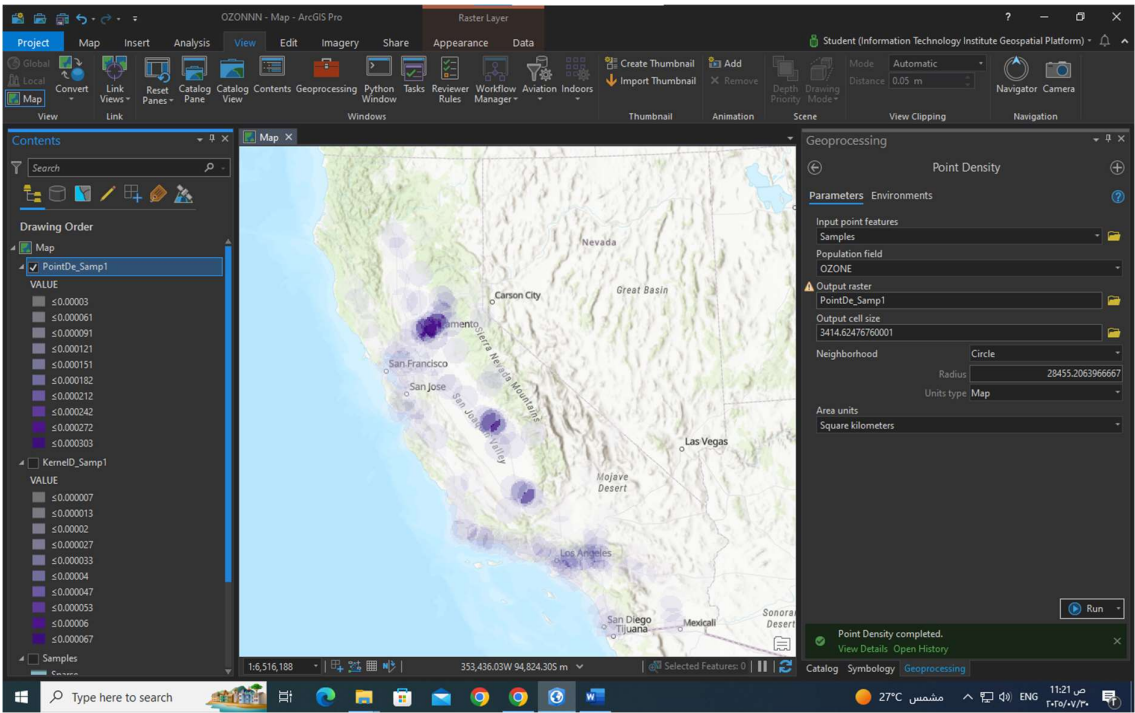 OZONNN - Map - ArcGIS Pro
Raster Layer
Project Map Insert Analysis View Edit Imagery Share Appearance Data
Student (Information Technology Institute Geospatial Platform)
Global
Local
Map
Convert
Link Views
Reset Panes
Catalog Pane
Catalog View
Contents
Geoprocessing
Python Window
Tasks
Reviewer Rules
Workflow Manager
Aviation
Indoors
Create Thumbnail
Import Thumbnail
Add
Remove
Depth Priority
Drawing Mode
Mode Automatic
Distance 0.05 m
Navigator
Camera
View Link Windows Thumbnail Animation Scene View Clipping Navigation
Contents
Search
Drawing Order
Map
PointDe_Samp1
VALUE
≤0.00003
≤0.000061
≤0.000091
≤0.000121
≤0.000151
≤0.000182
≤0.000212
≤0.000242
≤0.000272
≤0.000303
KernelD_Samp1
VALUE
≤0.000007
≤0.000013
≤0.00002
≤0.000027
≤0.000033
≤0.00004
≤0.000047
≤0.000053
≤0.00006
≤0.000067
Samples
Sparse
Map
Nevada
Great Basin
Carson City
amento
Sierra Nevada Mountains
San Francisco
San Jose
San Joaquin Valley
Las Vegas
Mojave
Desert
Los Angeles
San Diego
Tijuana
Mexicali
Sonoran
Desert
1:6,516,188
353,436.03W 94,824.30S m
Selected Features: 0
Geoprocessing
Point Density
Parameters Environments
Input point features
Samples
Population field
OZONE
Output raster
PointDe_Samp1
Output cell size
3414.62476760001
Neighborhood Circle
Radius 28455.2063966667
Units type Map
Area units
Square kilometers
Run
Point Density completed.
View Details Open History
Catalog Symbology Geoprocessing
Type here to search
27°C مشمس
ENG
11:21 ص
٢٠٢٥/٠٧/٣٠